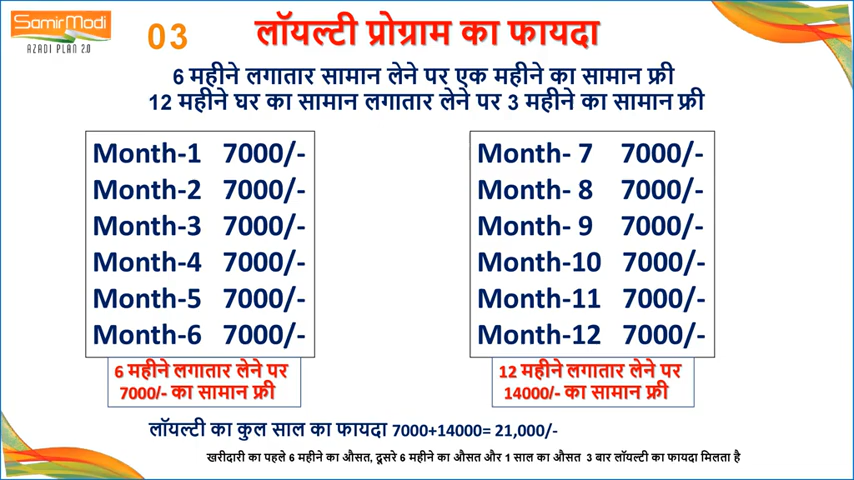 SamirModi
AZADI PLAN 2.0
03
लॉयल्टी प्रोग्राम का फायदा
6 महीने लगातार सामान लेने पर एक महीने का सामान फ्री
12 महीने घर का सामान लगातार लेने पर 3 महीने का सामान फ्री
Month-1 7000/-
Month-2 7000/-
Month-3 7000/-
Month-4 7000/-
Month-5 7000/-
Month-6 7000/-
6 महीने लगातार लेने पर
7000/- का सामान फ्री
Month- 7 7000/-
Month- 8 7000/-
Month- 9 7000/-
Month-10 7000/-
Month-11 7000/-
Month-12 7000/-
12 महीने लगातार लेने पर
14000/- का सामान फ्री
लॉयल्टी का कुल साल का फायदा 7000+14000= 21,000/-
खरीदारी का पहले 6 महीने का औसत, दूसरे 6 महीने का औसत और 1 साल का औसत 3 बार लॉयल्टी का फायदा मिलता है